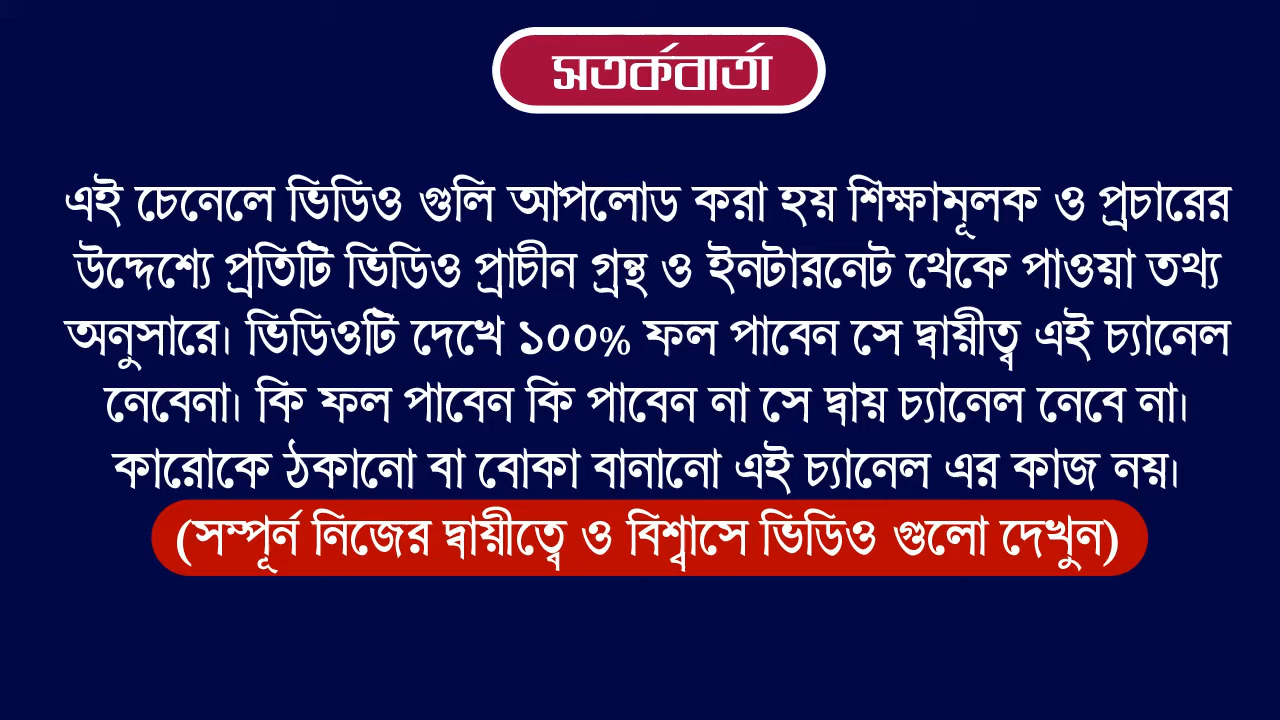 সতর্কবার্তা
এই চেনেলে ভিডিও গুলি আপলোড করা হয় শিক্ষামূলক ও প্রচারের
উদ্দেশ্যে প্রতিটি ভিডিও প্রাচীন গ্রন্থ ও ইনটারনেট থেকে পাওয়া তথ্য
অনুসারে। ভিডিওটি দেখে ১০০% ফল পাবেন সে দ্বায়ীত্ব এই চ্যানেল
নেবেনা। কি ফল পাবেন কি পাবেন না সে দ্বায় চ্যানেল নেবে না।
কারোকে ঠকানো বা বোকা বানানো এই চ্যানেল এর কাজ নয়।
(সম্পূর্ন নিজের দ্বায়ীত্বে ও বিশ্বাসে ভিডিও গুলো দেখুন)